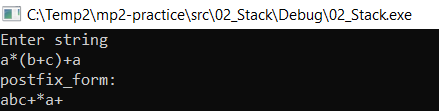 C:\Temp2\mp2-practice\src\02_Stack\Debug\02_Stack.exe
Enter string
a*(b+c)+a
postfix_form:
abc+*a+